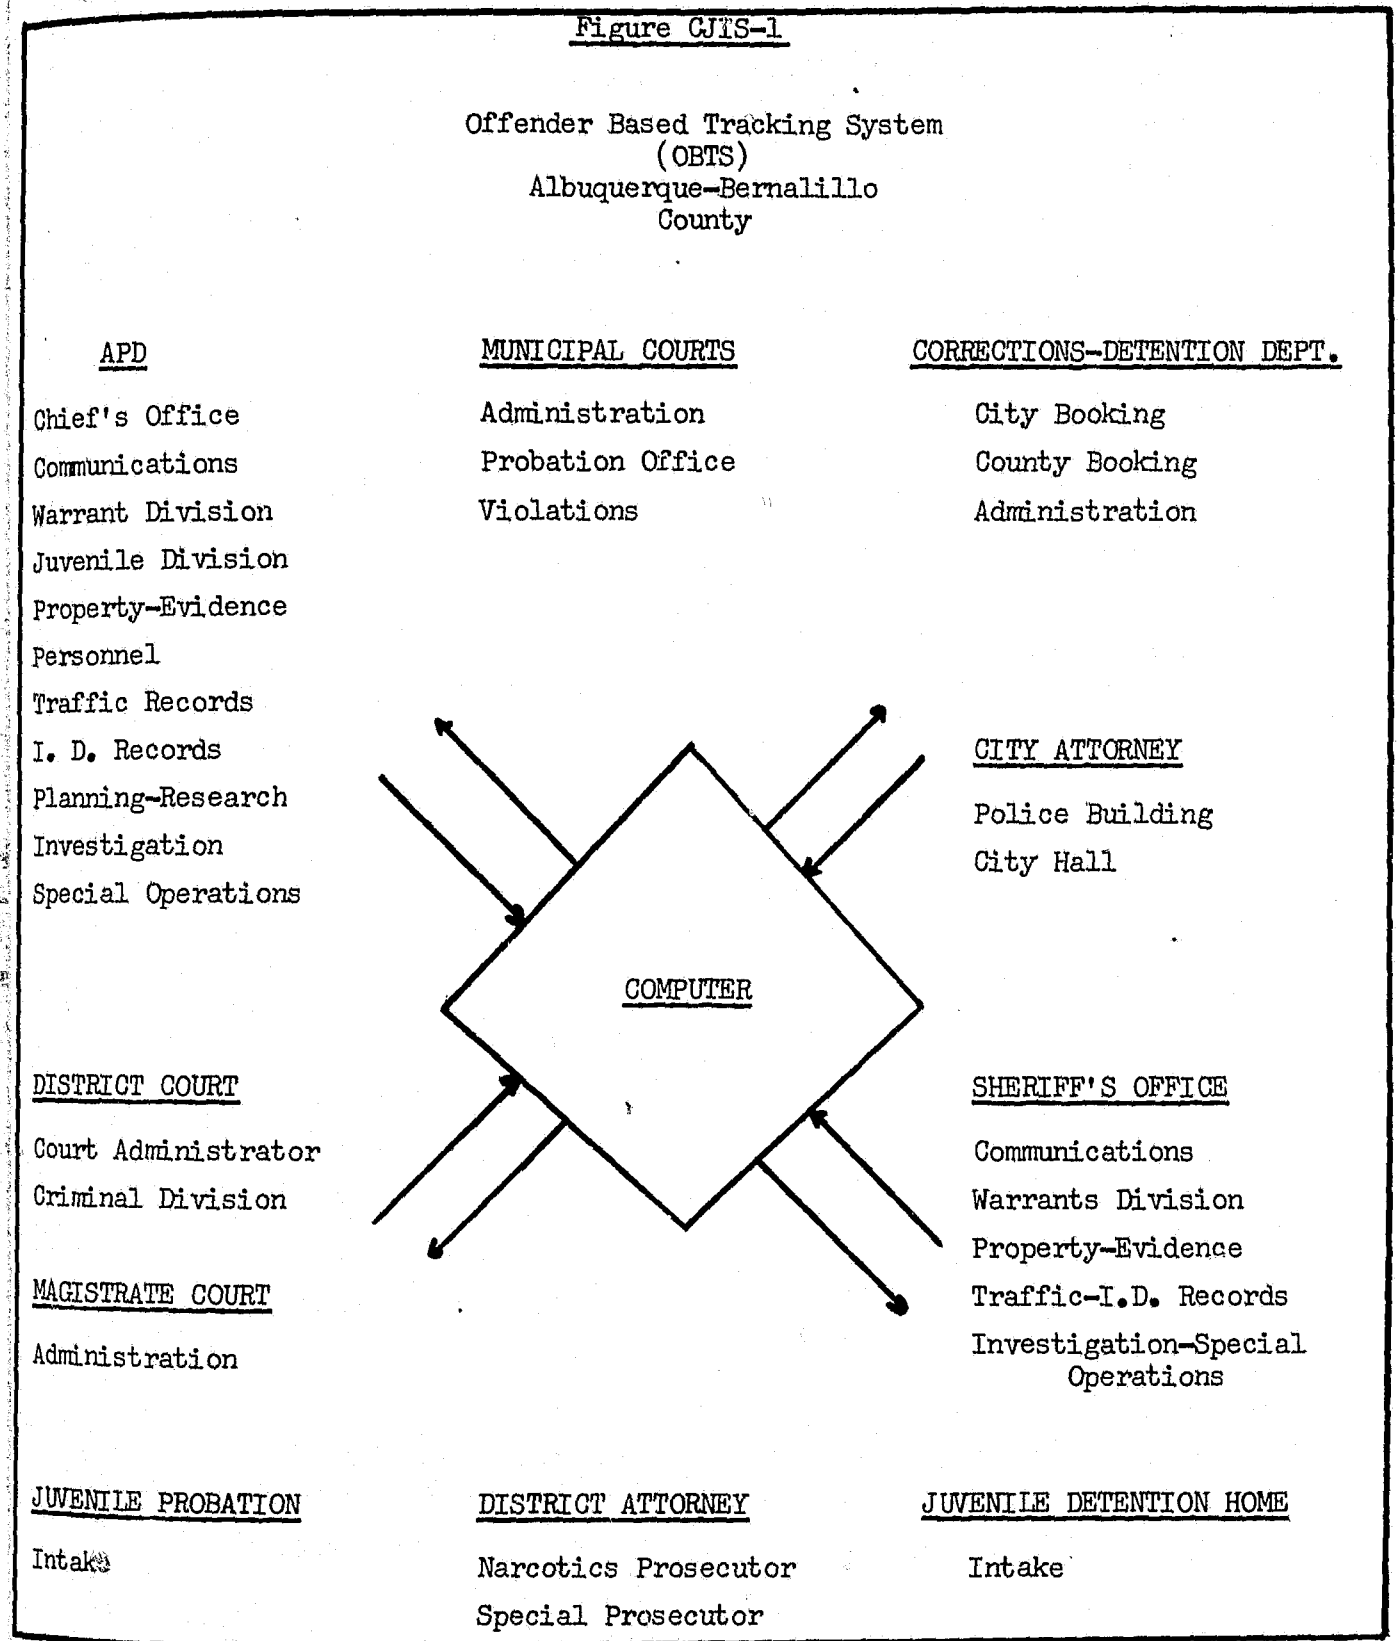 Figure CJIS-1
Offender Based Tracking System
(OBTS)
Albuquerque-Bernalillo
County
APD
Chief's Office
Communications
Warrant Division
Juvenile Division
Property-Evidence
Personnel
Traffic Records
I. D. Records
Planning-Research
Investigation
Special Operations
MUNICIPAL COURTS
Administration
Probation Office
Violations
CORRECTIONS-DETENTION DEPT.
City Booking
County Booking
Administration
CITY ATTORNEY
Police Building
City Hall
COMPUTER
DISTRICT COURT
Court Administrator
Criminal Division
MAGISTRATE COURT
Administration
SHERIFF'S OFFICE
Communications
Warrants Division
Property-Evidence
Traffic-I.D. Records
Investigation-Special
Operations
JUVENILE PROBATION
Intake
DISTRICT ATTORNEY
Narcotics Prosecutor
Special Prosecutor
JUVENILE DETENTION HOME
Intake